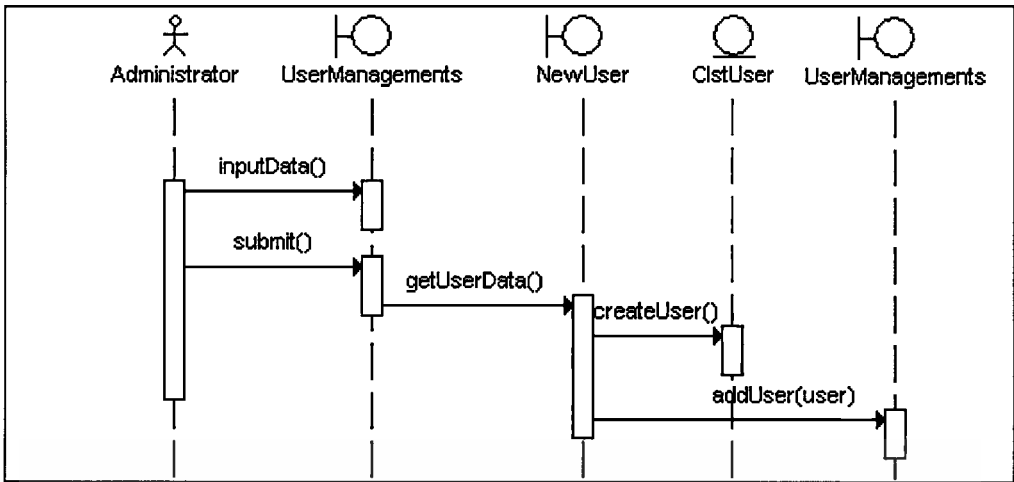 Administrator UserManagements NewUser ClstUser UserManagements
inputData()
submit()
getUserData()
createUser()
addUser(user)